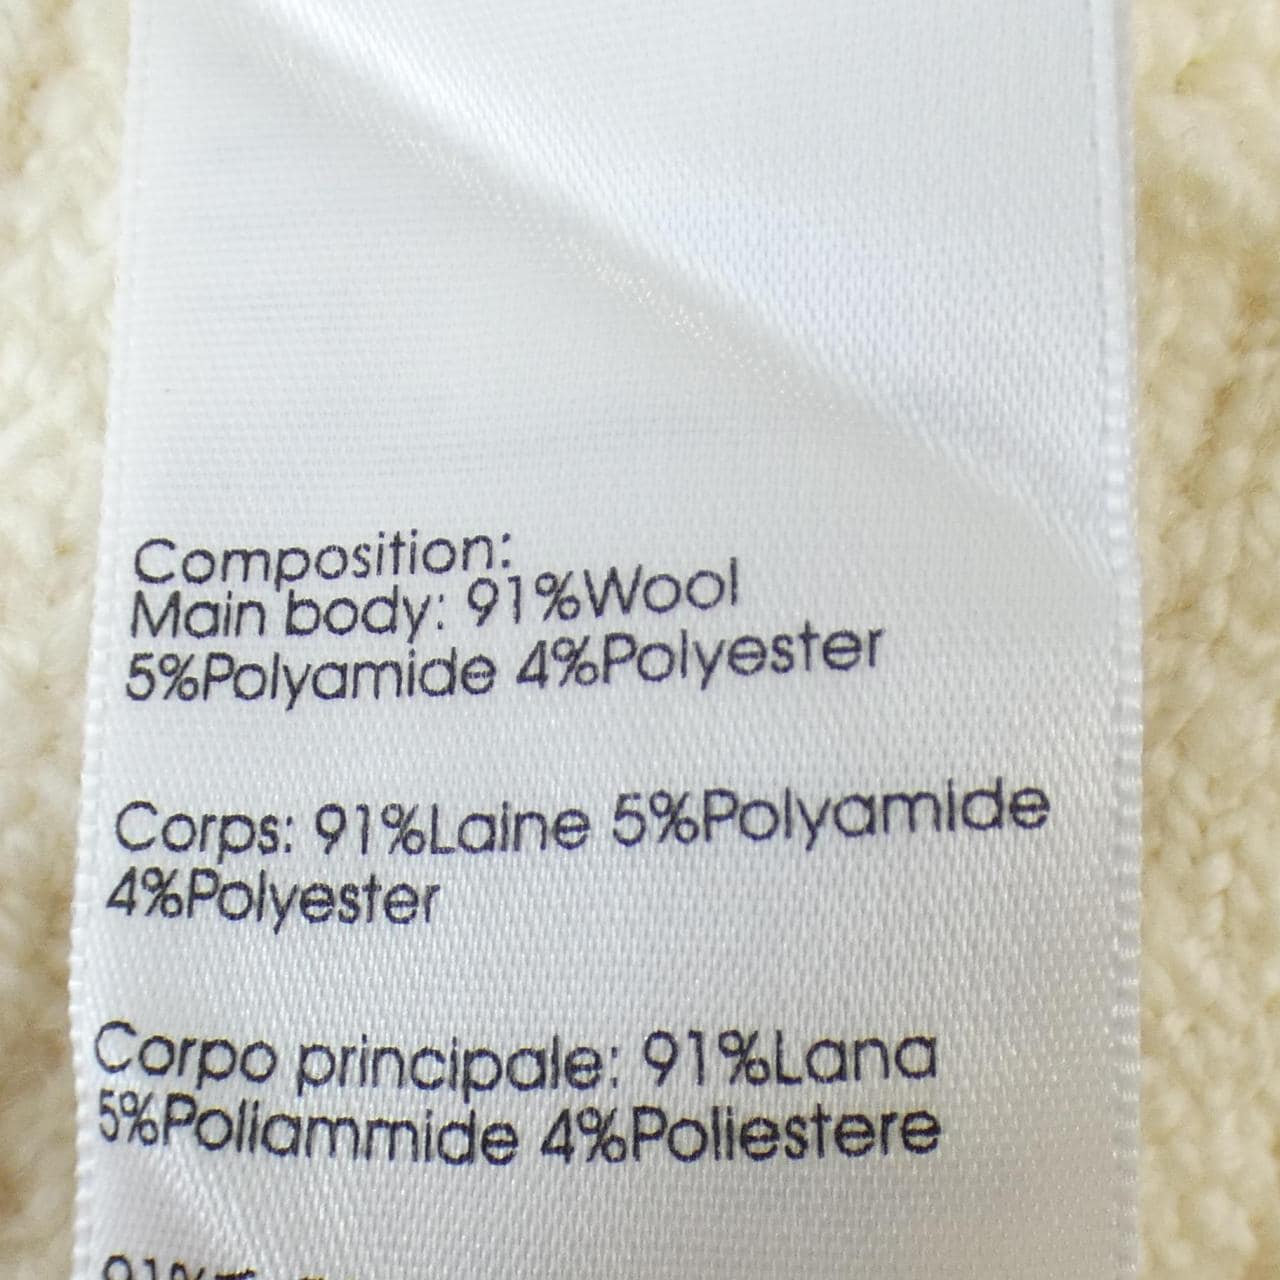 Composition:
Main body: 91%Wool
5%Polyamide 4%Polyester
Corps: 91%Laine 5%Polyamide
4%Polyester
Corpo principale: 91%Lana
5%Poliammide 4%Poliestere
91%